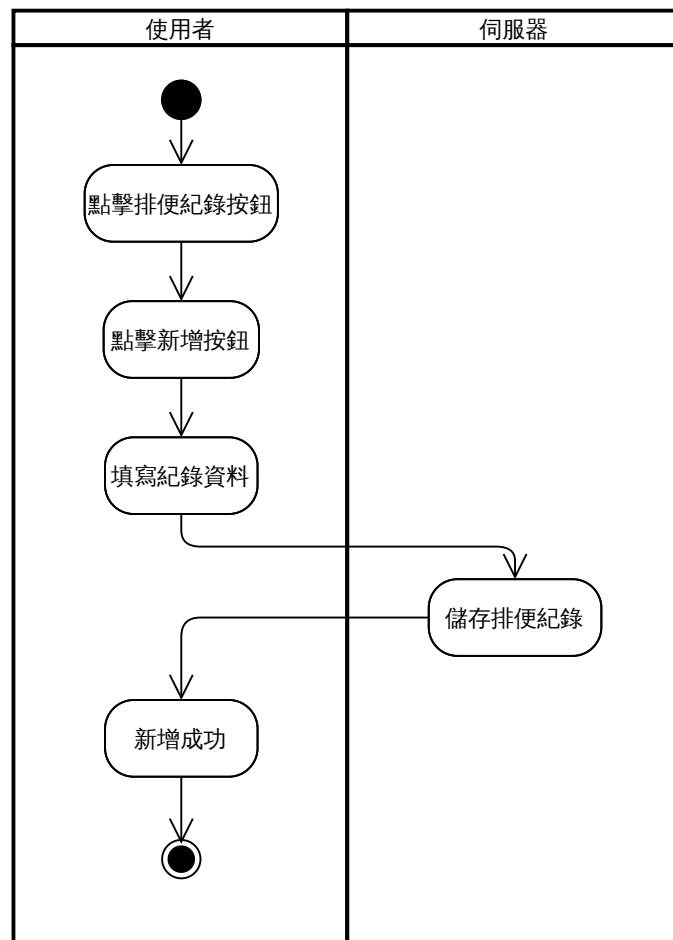 使用者
伺服器
點擊排便紀錄按鈕
點擊新增按鈕
填寫紀錄資料
儲存排便紀錄
新增成功